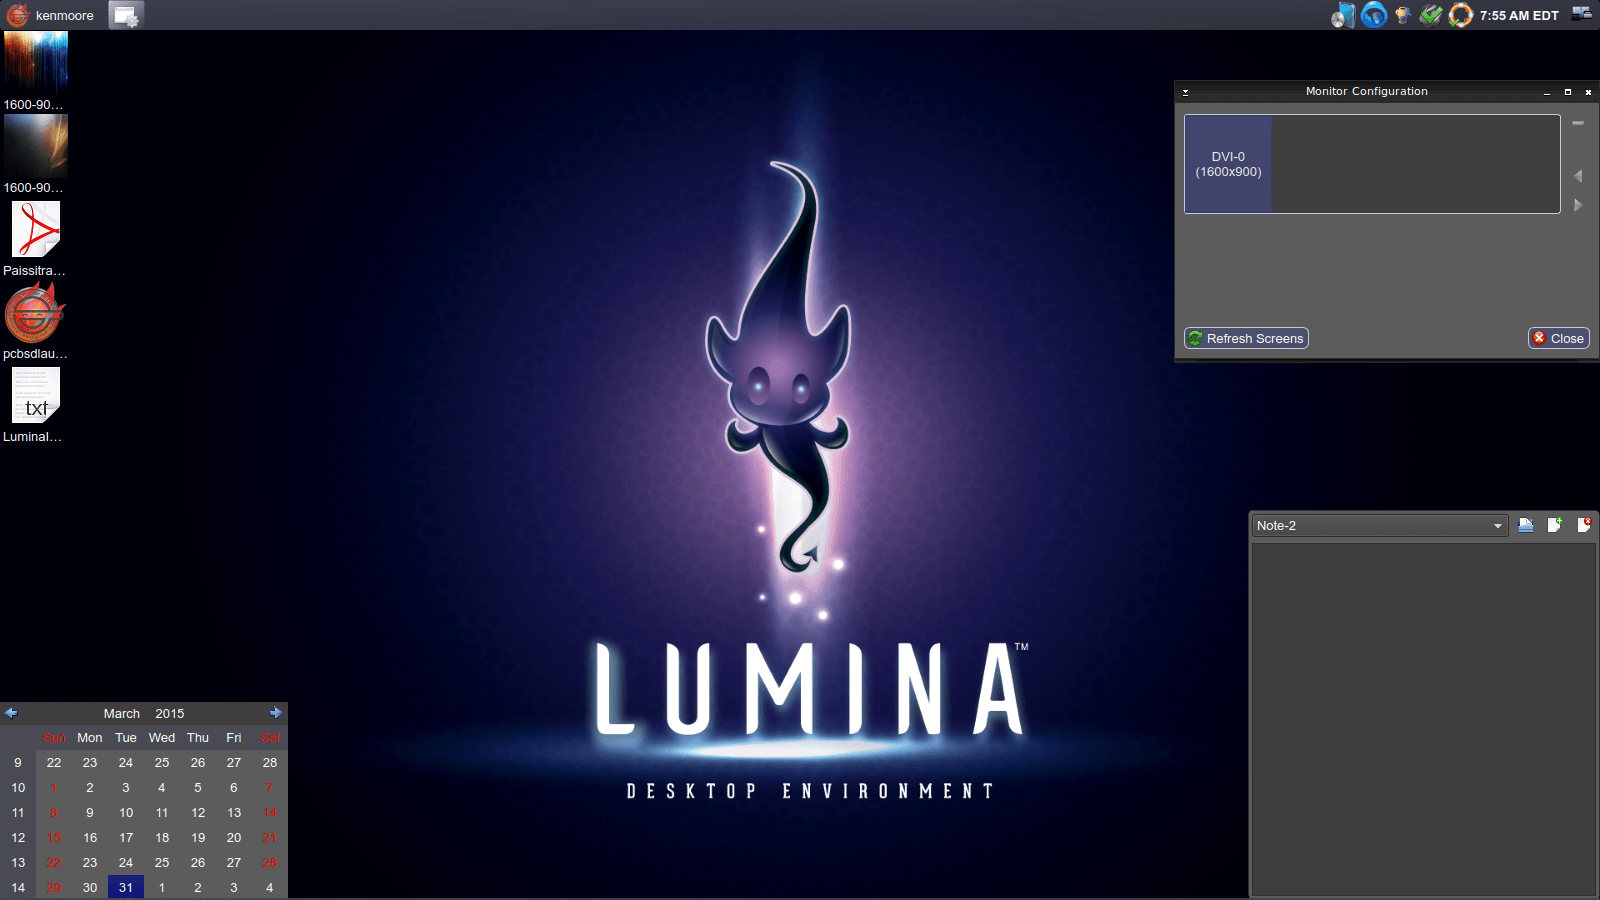 kenmoore
7:55 AM EDT
1600-90...
1600-90...
Paissitra...
pcbsdlau...
txt
Luminal...
Monitor Configuration
DVI-0
(1600x900)
Refresh Screens
Close
Note-2
LUMINA™
DESKTOP ENVIRONMENT
March 2015
Sun Mon Tue Wed Thu Fri Sat
9 22 23 24 25 26 27 28
10 1 2 3 4 5 6 7
11 8 9 10 11 12 13 14
12 15 16 17 18 19 20 21
13 22 23 24 25 26 27 28
14 29 30 31 1 2 3 4